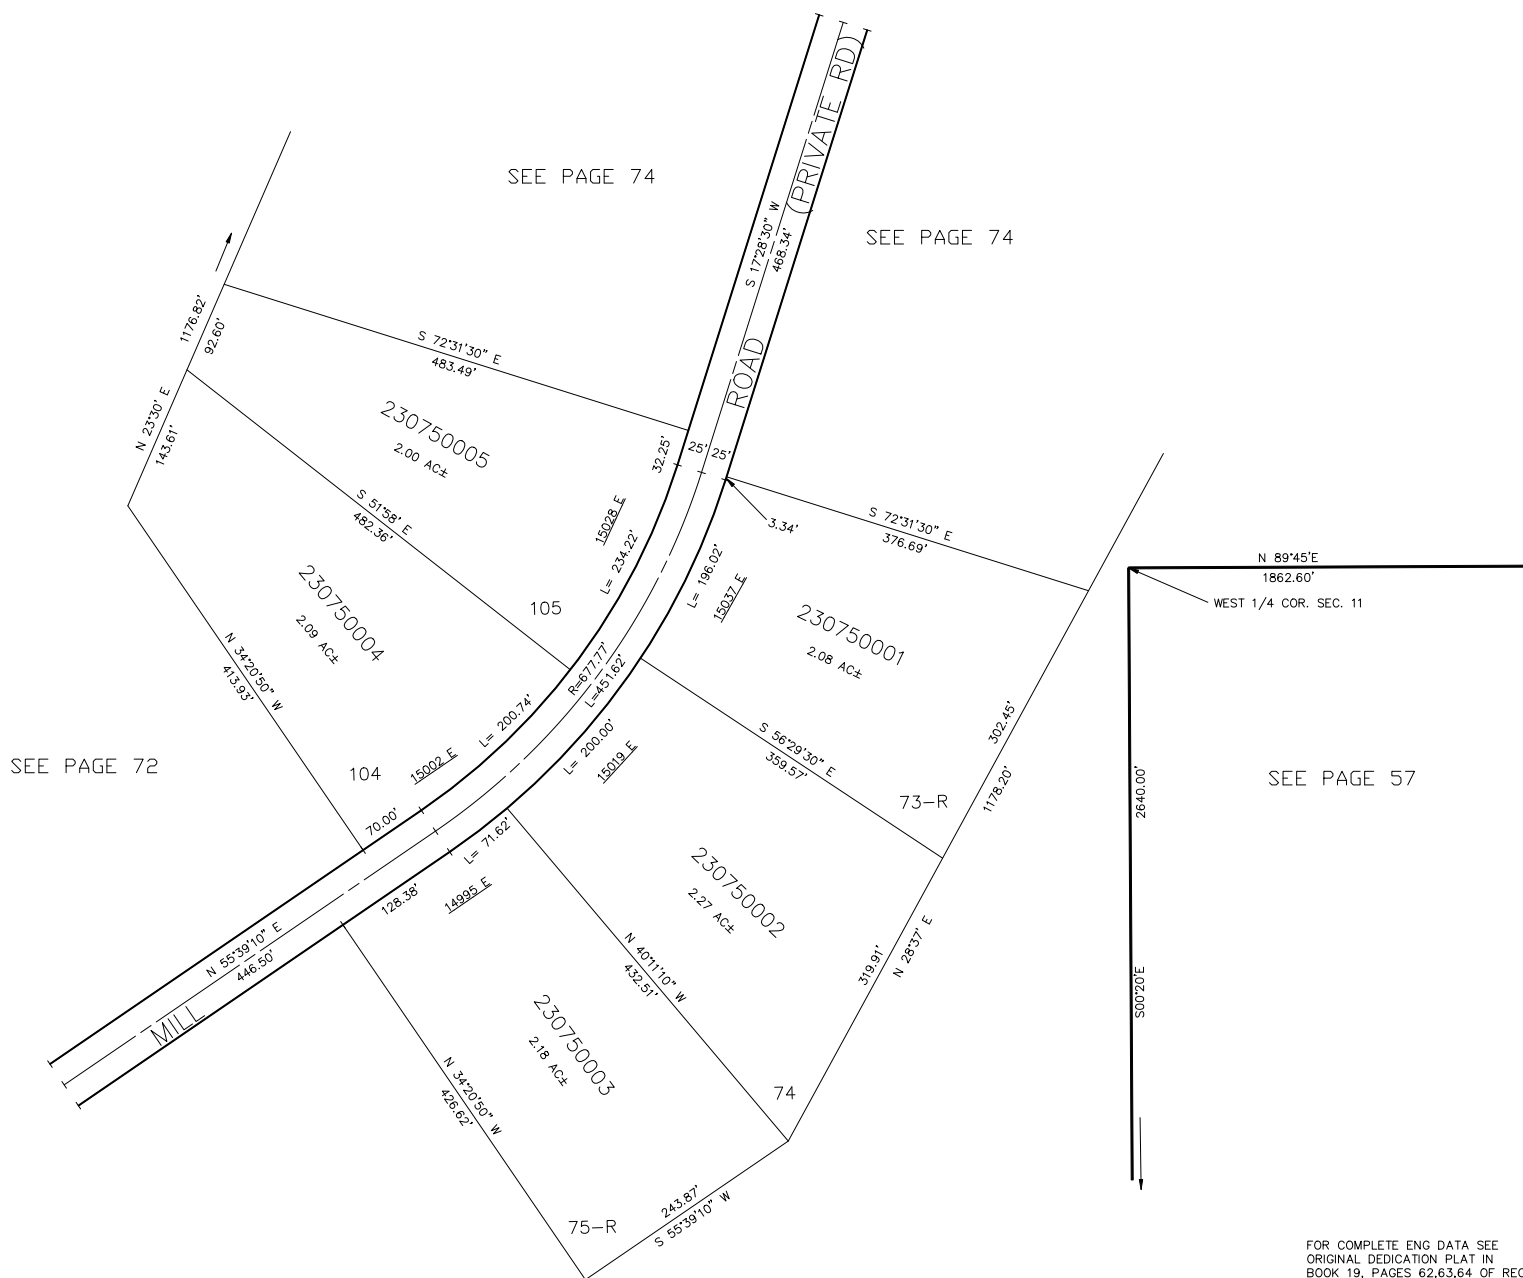 SEE PAGE 74
SEE PAGE 74
(PRIVATE RD)
S 17°28'30" W
468.34'
ROAD
1176.82'
92.60'
N 23°30' E
143.61'
S 72°31'30" E
483.49'
230750005
2.00 AC±
32.25'
25'
25'
3.34'
S 51°58' E
482.36'
15028 E
L= 234.22'
105
S 72°31'30" E
376.69'
L= 196.02'
15037 E
230750001
2.08 AC±
N 89°45'E
1862.60'
WEST 1/4 COR. SEC. 11
230750004
2.09 AC±
N 34°20'50" W
413.93'
R=677.77'
L=451.62'
L= 200.74'
15002 E
104
70.00'
SEE PAGE 72
L= 200.00'
15019 E
S 56°29'30" E
359.57'
302.45'
1178.20'
73-R
2640.00'
SEE PAGE 57
L= 71.62'
128.38'
14995 E
230750002
2.27 AC±
N 40°11'10" W
432.51'
319.91'
N 28°37' E
S00°20'E
N 55°39'10" E
446.50'
MILL
230750003
2.18 AC±
N 34°20'50" W
426.62'
74
243.87'
S 55°39'10" W
75-R
FOR COMPLETE ENG DATA SEE
ORIGINAL DEDICATION PLAT IN
BOOK 19, PAGES 62,63,64 OF